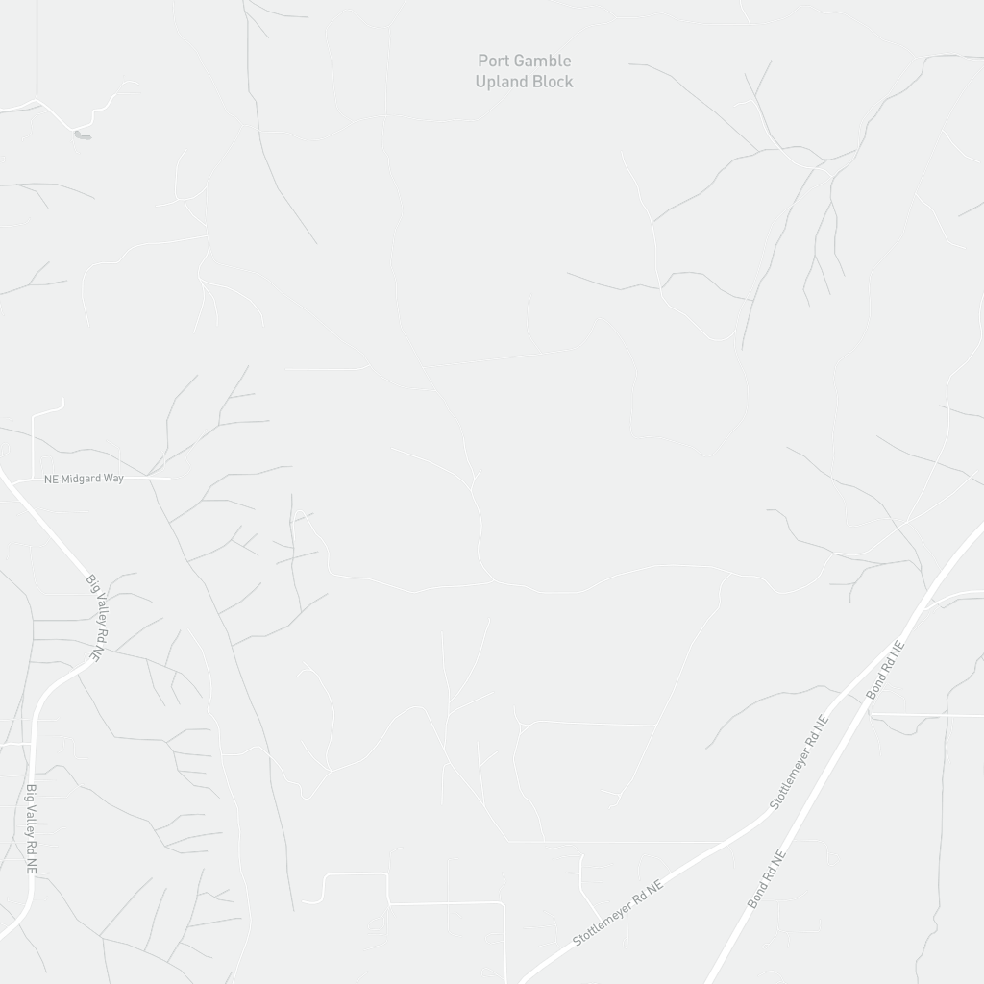 Port Gamble
Upland Block
NE Midgard Way
Big Valley Rd NE
Bond Rd NE
Stottlemeyer Rd NE
Big Valley Rd NE
Bond Rd NE
Stottlemeyer Rd NE